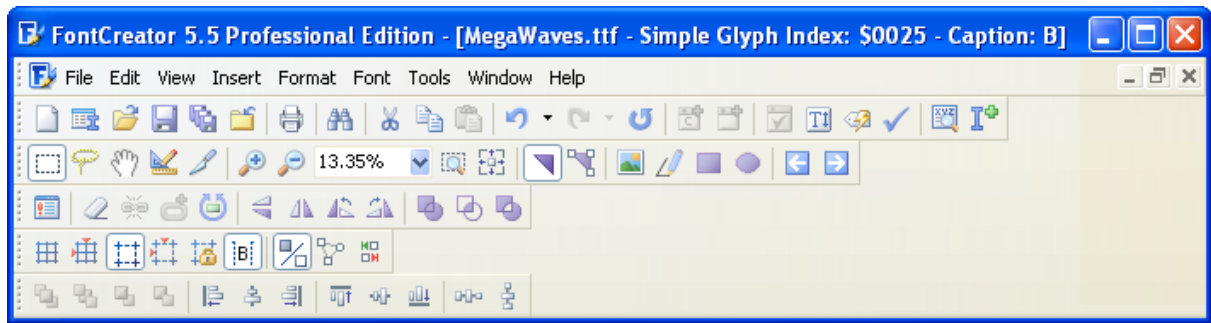 FontCreator 5.5 Professional Edition - [MegaWaves.ttf - Simple Glyph Index: $0025 - Caption: B]
File Edit View Insert Format Font Tools Window Help
13.35%